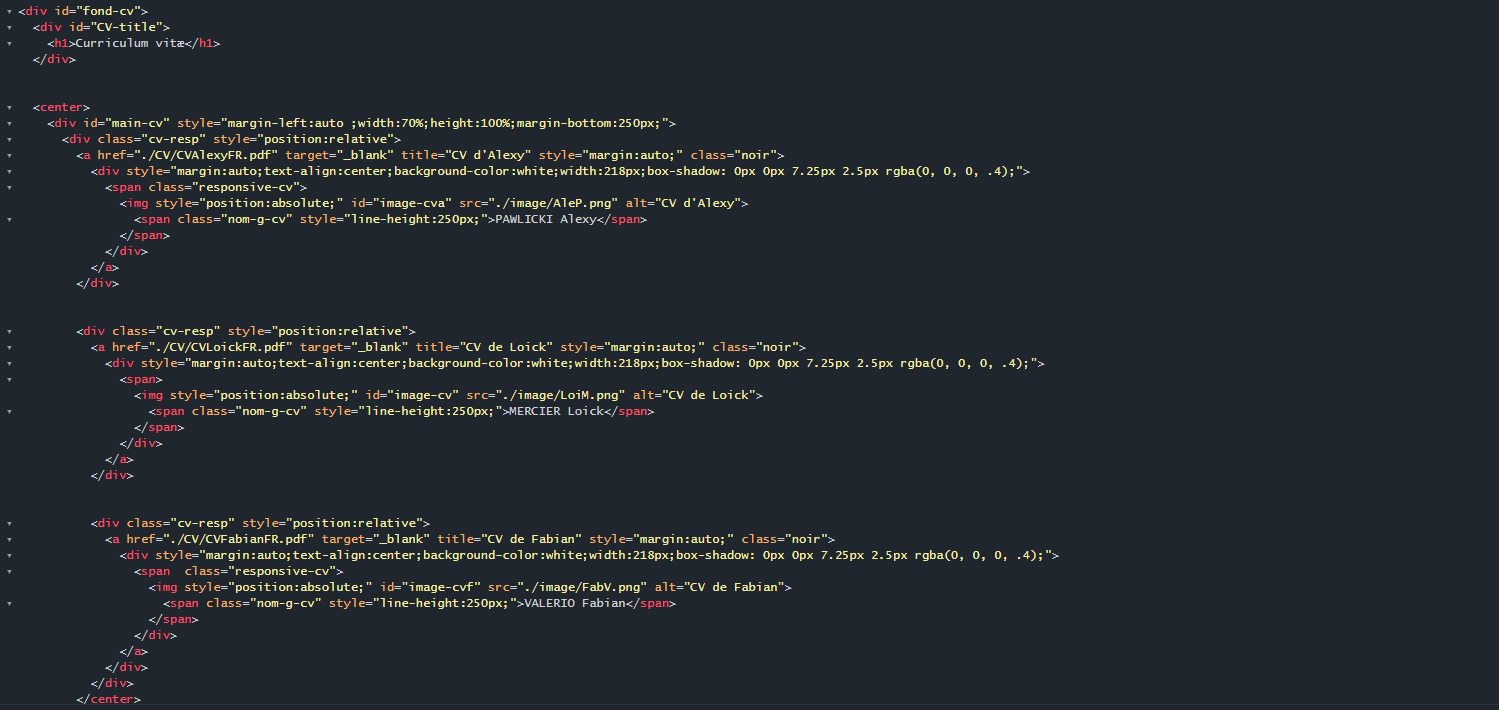 <div id="fond-cv">
<div id="CV-title">
<h1>Curriculum vitæ</h1>
</div>
<center>
<div id="main-cv" style="margin-left:auto ;width:70%;height:100%;margin-bottom:250px;">
<div class="cv-resp" style="position:relative">
<a href="./CV/CVAlexyFR.pdf" target="_blank" title="CV d'Alexy" style="margin:auto;" class="noir">
<div style="margin:auto;text-align:center;background-color:white;width:218px;box-shadow: 0px 0px 7.25px 2.5px rgba(0, 0, 0, .4);">
<span class="responsive-cv">
<img style="position:absolute;" id="image-cva" src="./image/AleP.png" alt="CV d'Alexy">
<span class="nom-g-cv" style="line-height:250px;">PAWLICKI Alexy</span>
</span>
</div>
</a>
</div>
<div class="cv-resp" style="position:relative">
<a href="./CV/CVLoickFR.pdf" target="_blank" title="CV de Loick" style="margin:auto;" class="noir">
<div style="margin:auto;text-align:center;background-color:white;width:218px;box-shadow: 0px 0px 7.25px 2.5px rgba(0, 0, 0, .4);">
<span>
<img style="position:absolute;" id="image-cv" src="./image/LoiM.png" alt="CV de Loick">
<span class="nom-g-cv" style="line-height:250px;">MERCIER Loick</span>
</span>
</div>
</a>
</div>
<div class="cv-resp" style="position:relative">
<a href="./CV/CVFabianFR.pdf" target="_blank" title="CV de Fabian" style="margin:auto;" class="noir">
<div style="margin:auto;text-align:center;background-color:white;width:218px;box-shadow: 0px 0px 7.25px 2.5px rgba(0, 0, 0, .4);">
<span  class="responsive-cv">
<img style="position:absolute;" id="image-cvf" src="./image/FabV.png" alt="CV de Fabian">
<span class="nom-g-cv" style="line-height:250px;">VALERIO Fabian</span>
</span>
</div>
</a>
</div>
</div>
</center>